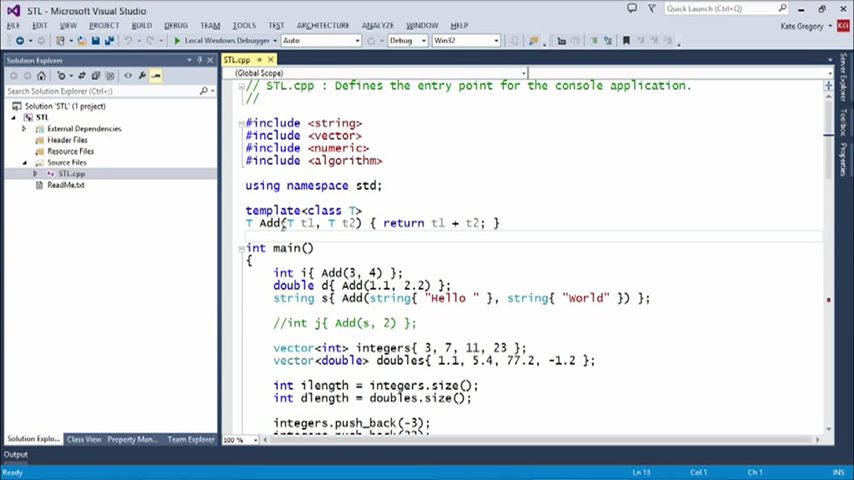 STL - Microsoft Visual Studio
Quick Launch (Ctrl+Q)
FILE EDIT VIEW PROJECT BUILD DEBUG TEAM TOOLS TEST ARCHITECTURE ANALYZE WINDOW HELP
Kate Gregory KG
Local Windows Debugger Auto Debug Win32
Solution Explorer
Search Solution Explorer (Ctrl+;)
Solution 'STL' (1 project)
STL
External Dependencies
Header Files
Resource Files
Source Files
STL.cpp
ReadMe.txt
Solution Explo... Class View Property Man... Team Explorer
STL.cpp
(Global Scope)
// STL.cpp : Defines the entry point for the console application.
//
#include <string>
#include <vector>
#include <numeric>
#include <algorithm>
using namespace std;
template<class T>
T Add(T t1, T t2) { return t1 + t2; }
int main()
{
int i{ Add(3, 4) };
double d{ Add(1.1, 2.2) };
string s{ Add(string{ "Hello " }, string{ "World" }) };
//int j{ Add(s, 2) };
vector<int> integers{ 3, 7, 11, 23 };
vector<double> doubles{ 1.1, 5.4, 77.2, -1.2 };
int ilength = integers.size();
int dlength = doubles.size();
integers.push_back(-3);
100 %
Server Explorer
Toolbox
Properties
Output
Ready Ln 13 Col 1 Ch 1 INS